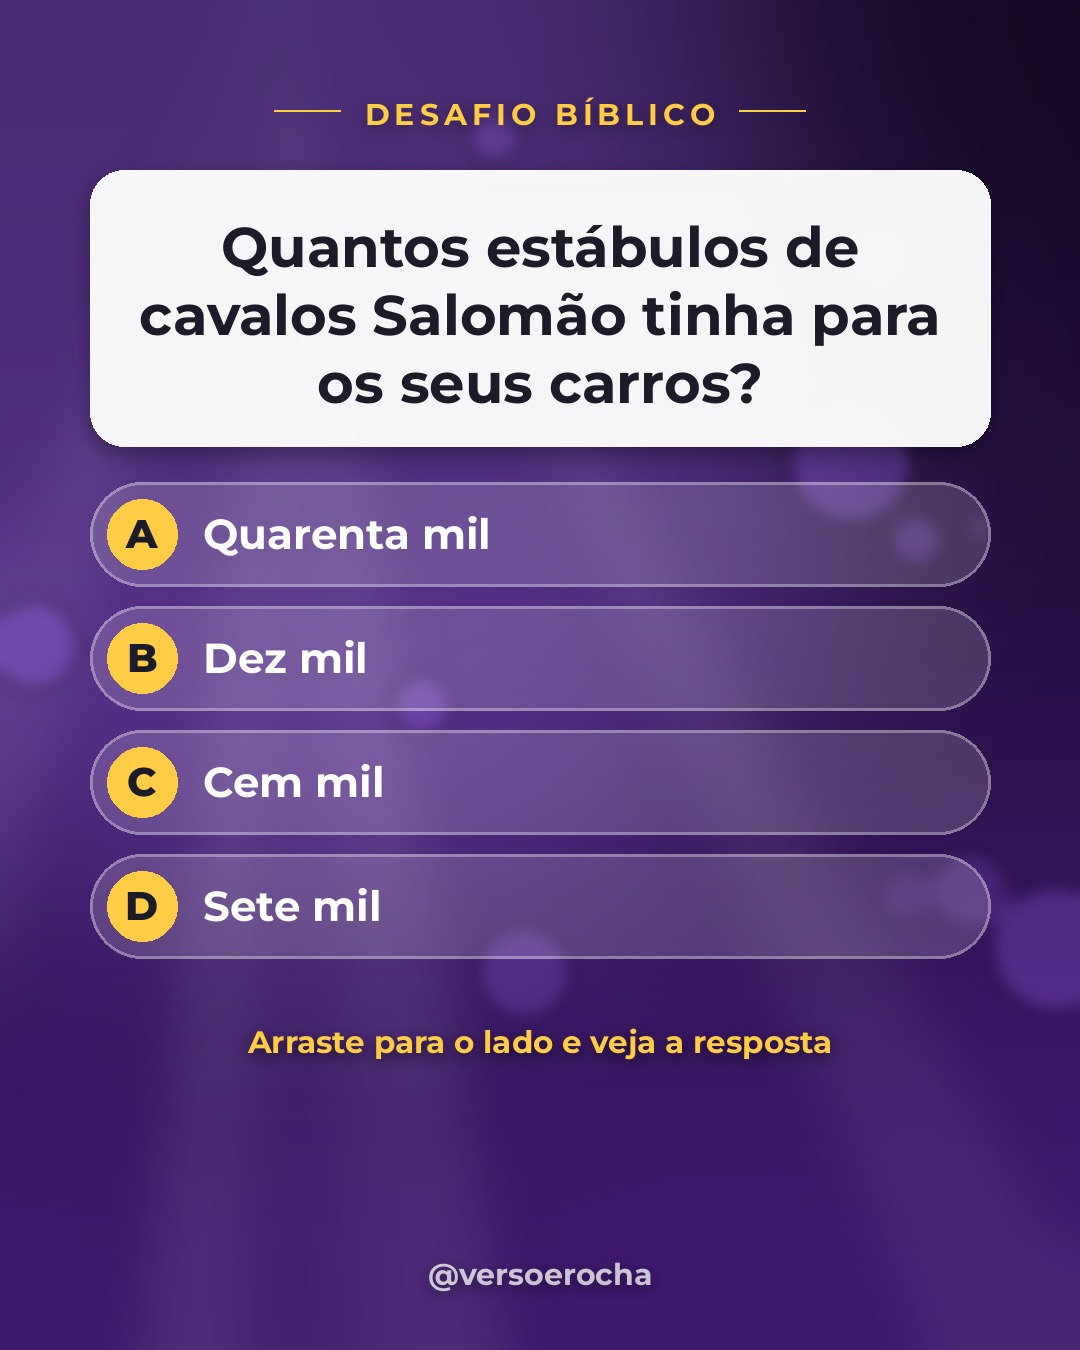 DESAFIO BÍBLICO
Quantos estábulos de
cavalos Salomão tinha para
os seus carros?
A Quarenta mil
B Dez mil
C Cem mil
D Sete mil
Arraste para o lado e veja a resposta
@versoerocha